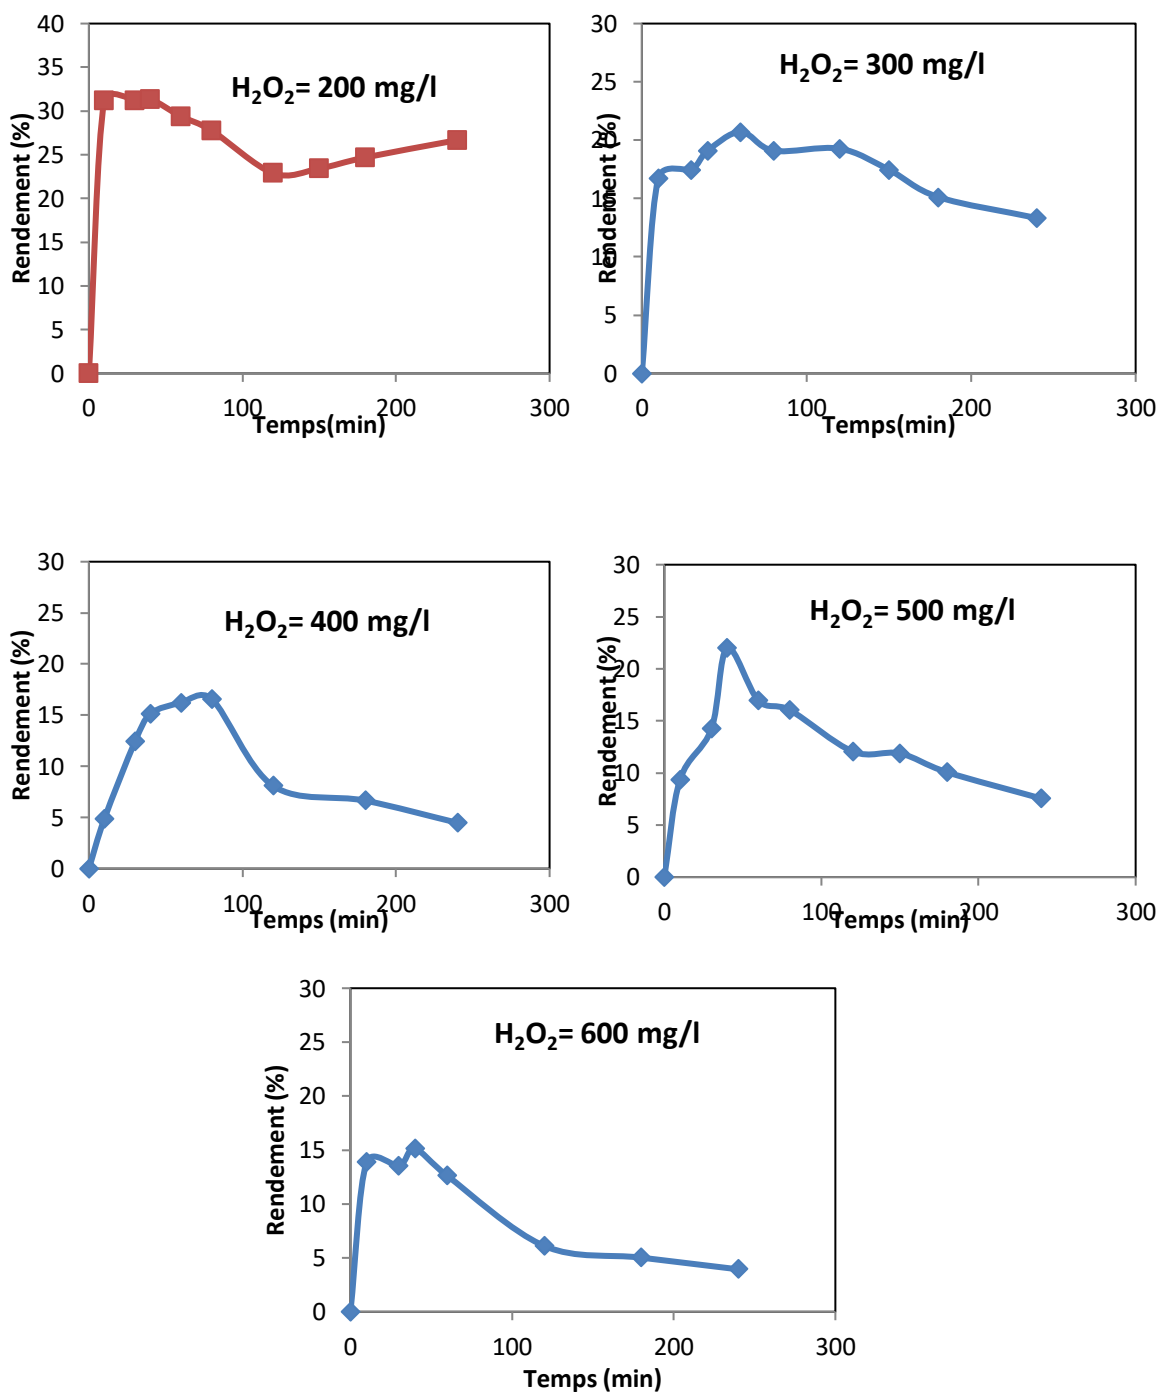 H₂O₂= 200 mg/l
Rendement (%)
40
35
30
25
20
15
10
5
0
0 100 200 300
Temps(min)
H₂O₂= 300 mg/l
Rendement (%)
30
25
20
15
10
5
0
0 100 200 300
Temps(min)
H₂O₂= 400 mg/l
Rendement (%)
30
25
20
15
10
5
0
0 100 200 300
Temps (min)
H₂O₂= 500 mg/l
Rendement (%)
30
25
20
15
10
5
0
0 100 200 300
Temps (min)
H₂O₂= 600 mg/l
Rendement (%)
30
25
20
15
10
5
0
0 100 200 300
Temps (min)